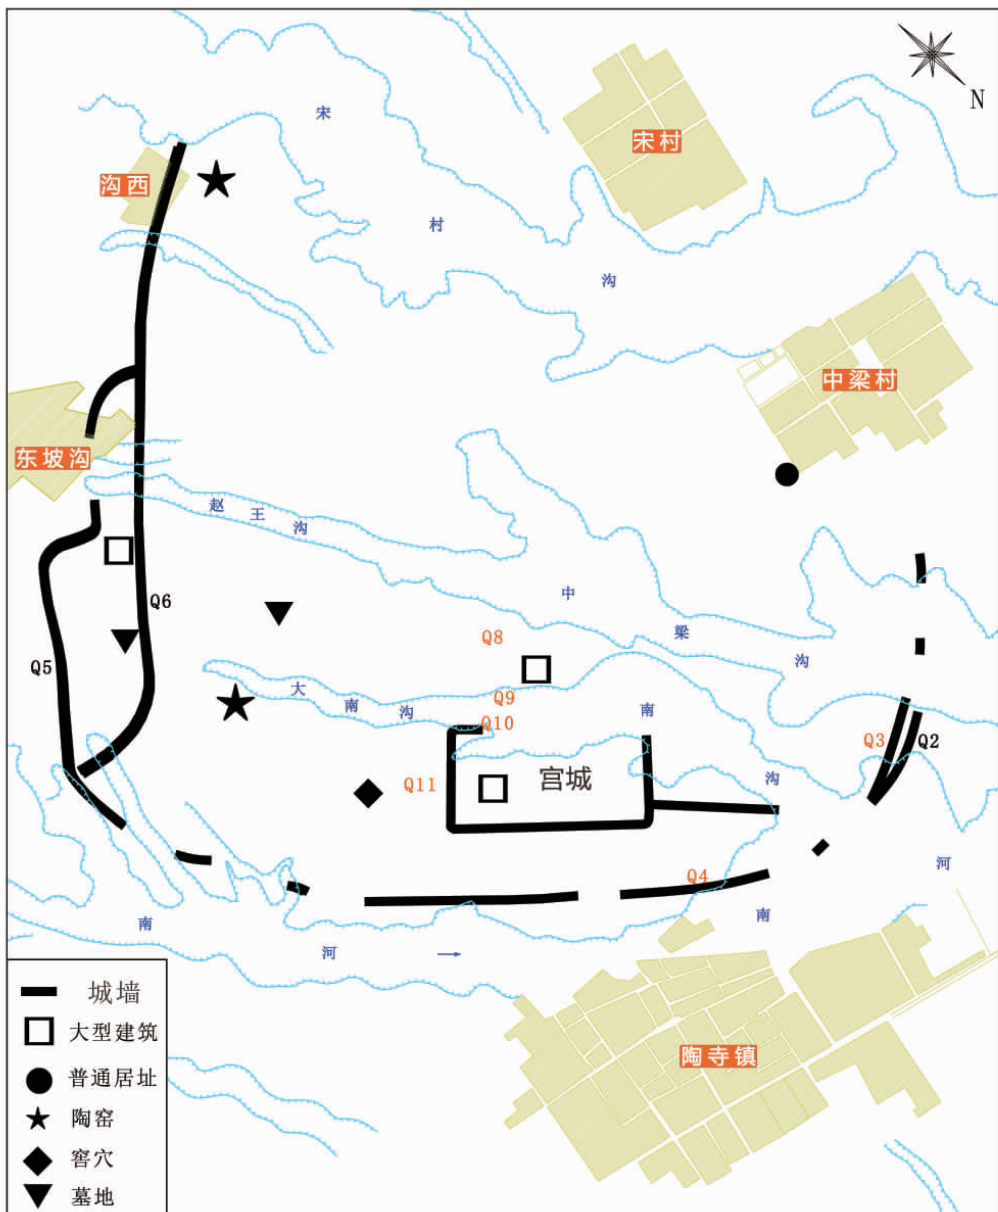 N
宋
宋村
沟西
村
沟
中梁村
东坡沟
赵王沟
中
Q6
Q8
梁
沟
Q5
大南沟
Q9
南
Q10
Q3
Q2
Q11
宫城
沟
河
Q4
南
南
河
城墙
大型建筑
普通居址
陶窑
窖穴
墓地
陶寺镇